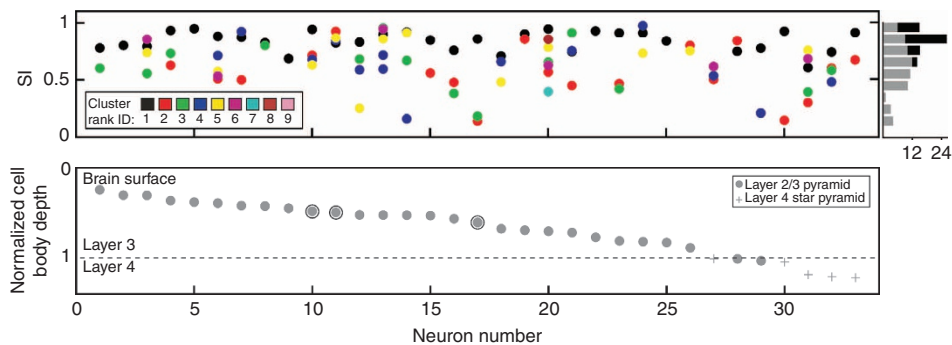 1
SI
0.5
0
Cluster
rank ID: 1 2 3 4 5 6 7 8 9
12 24
Normalized cell
body depth
0
Brain surface
Layer 2/3 pyramid
Layer 4 star pyramid
Layer 3
1
Layer 4
0 5 10 15 20 25 30
Neuron number